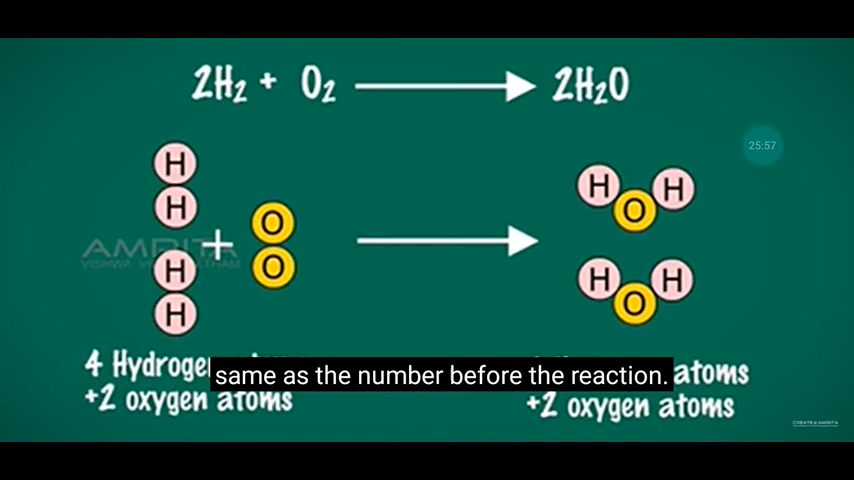 2H₂ + O₂ 2H₂O
25:57
H H
H O H
H O
AMRITA
+
H H H
H O
4 Hydroge
same as the number before the reaction.
atoms
+2 oxygen atoms +2 oxygen atoms
CREATE@AMRITA